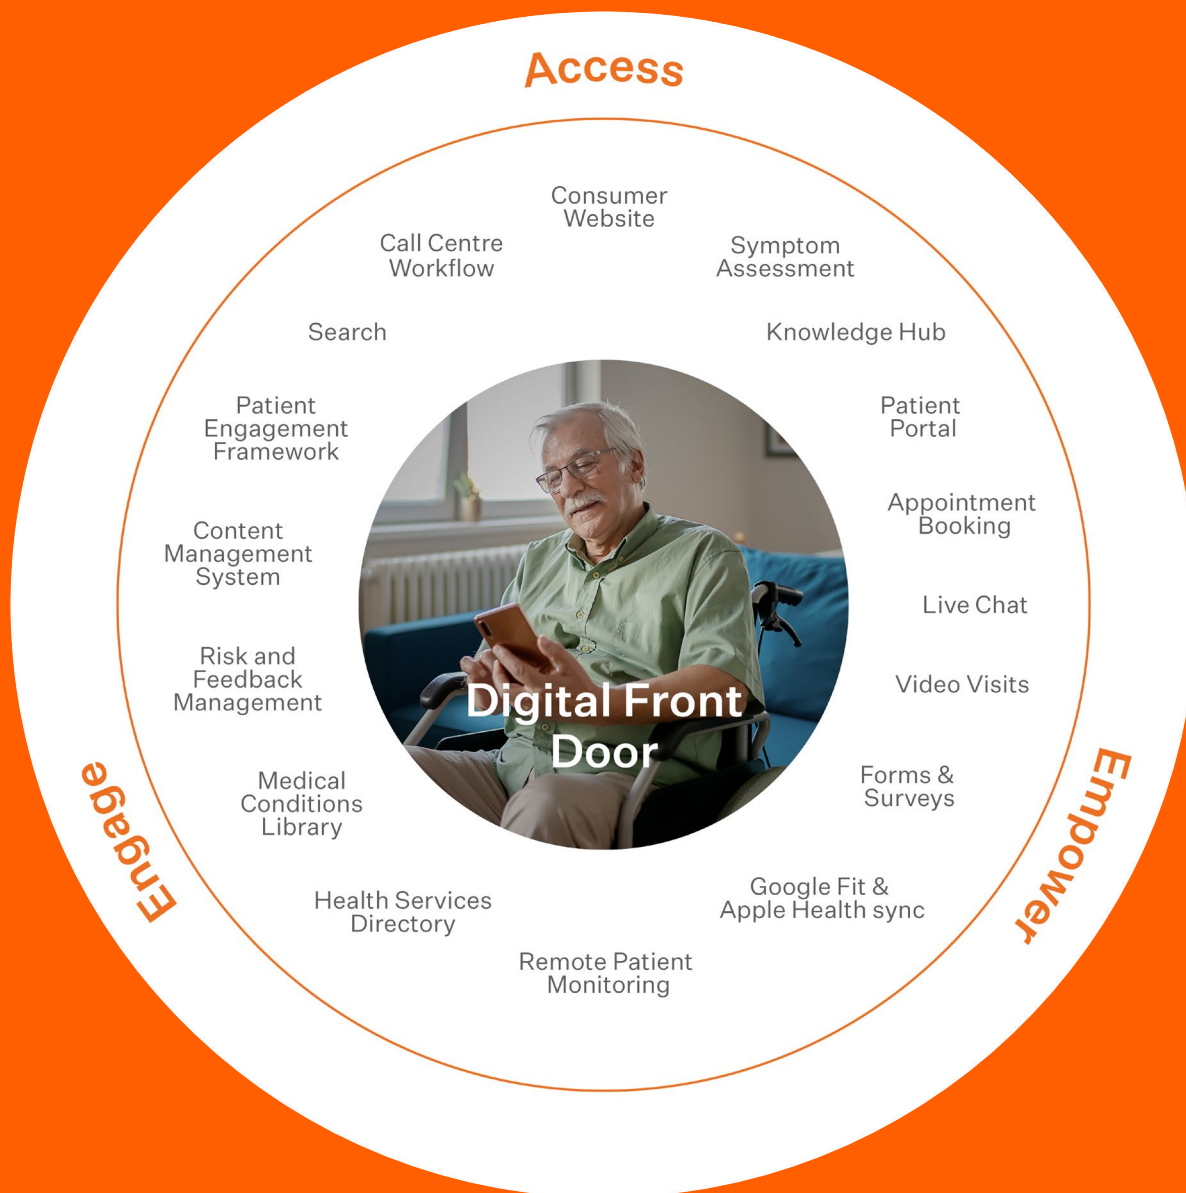 Access
Consumer
Website
Symptom
Assessment
Knowledge Hub
Patient
Portal
Appointment
Booking
Live Chat
Video Visits
Forms &
Surveys
Google Fit &
Apple Health sync
Remote Patient
Monitoring
Health Services
Directory
Medical
Conditions
Library
Risk and
Feedback
Management
Content
Management
System
Patient
Engagement
Framework
Search
Call Centre
Workflow
Digital Front
Door
Empower
Engage